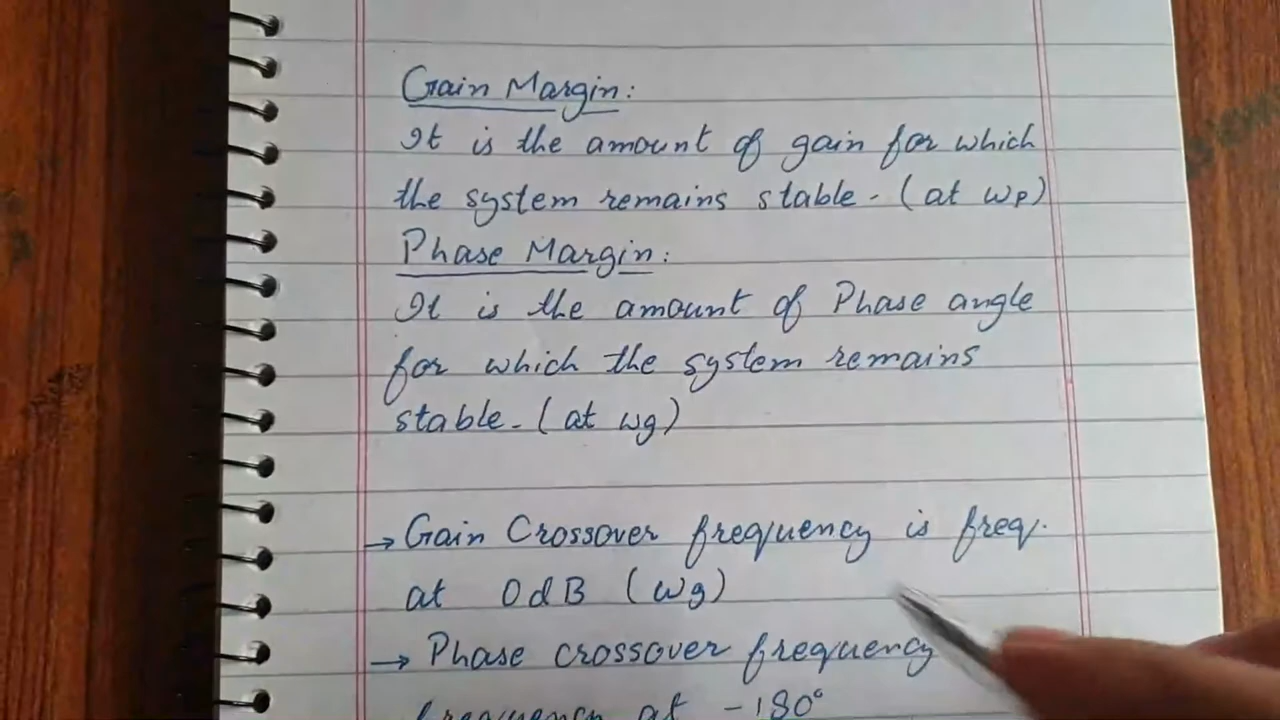 Gain Margin:
It is the amount of gain for which
the system remains stable. (at wp)
Phase Margin:
It is the amount of Phase angle
for which the system remains
stable. (at wg)
→ Gain Crossover frequency is freq.
at 0dB (wg)
→ Phase crossover frequency
frequency at -180°